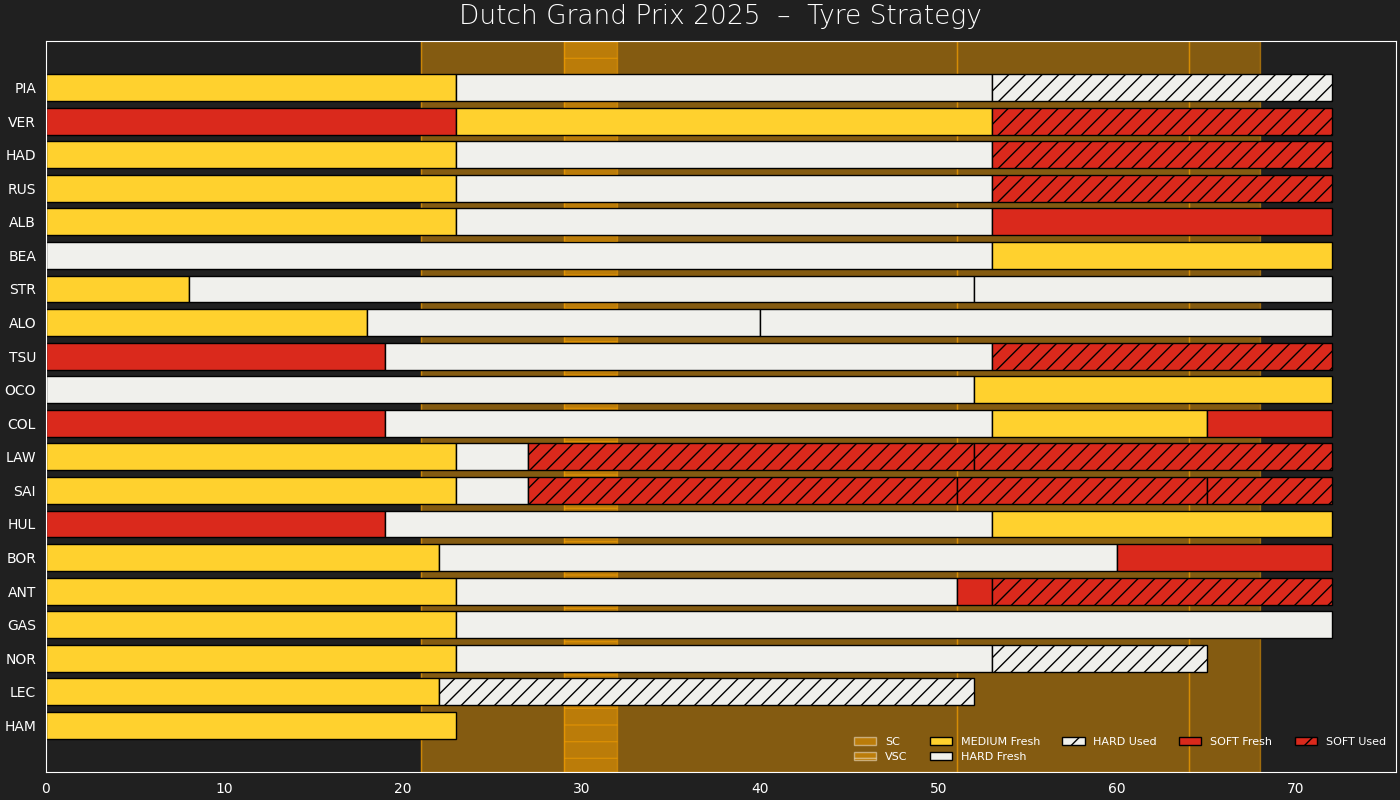 Dutch Grand Prix 2025 – Tyre Strategy
PIA
VER
HAD
RUS
ALB
BEA
STR
ALO
TSU
OCO
COL
LAW
SAI
HUL
BOR
ANT
GAS
NOR
LEC
HAM
SC MEDIUM Fresh HARD Used SOFT Fresh SOFT Used
VSC HARD Fresh
0 10 20 30 40 50 60 70